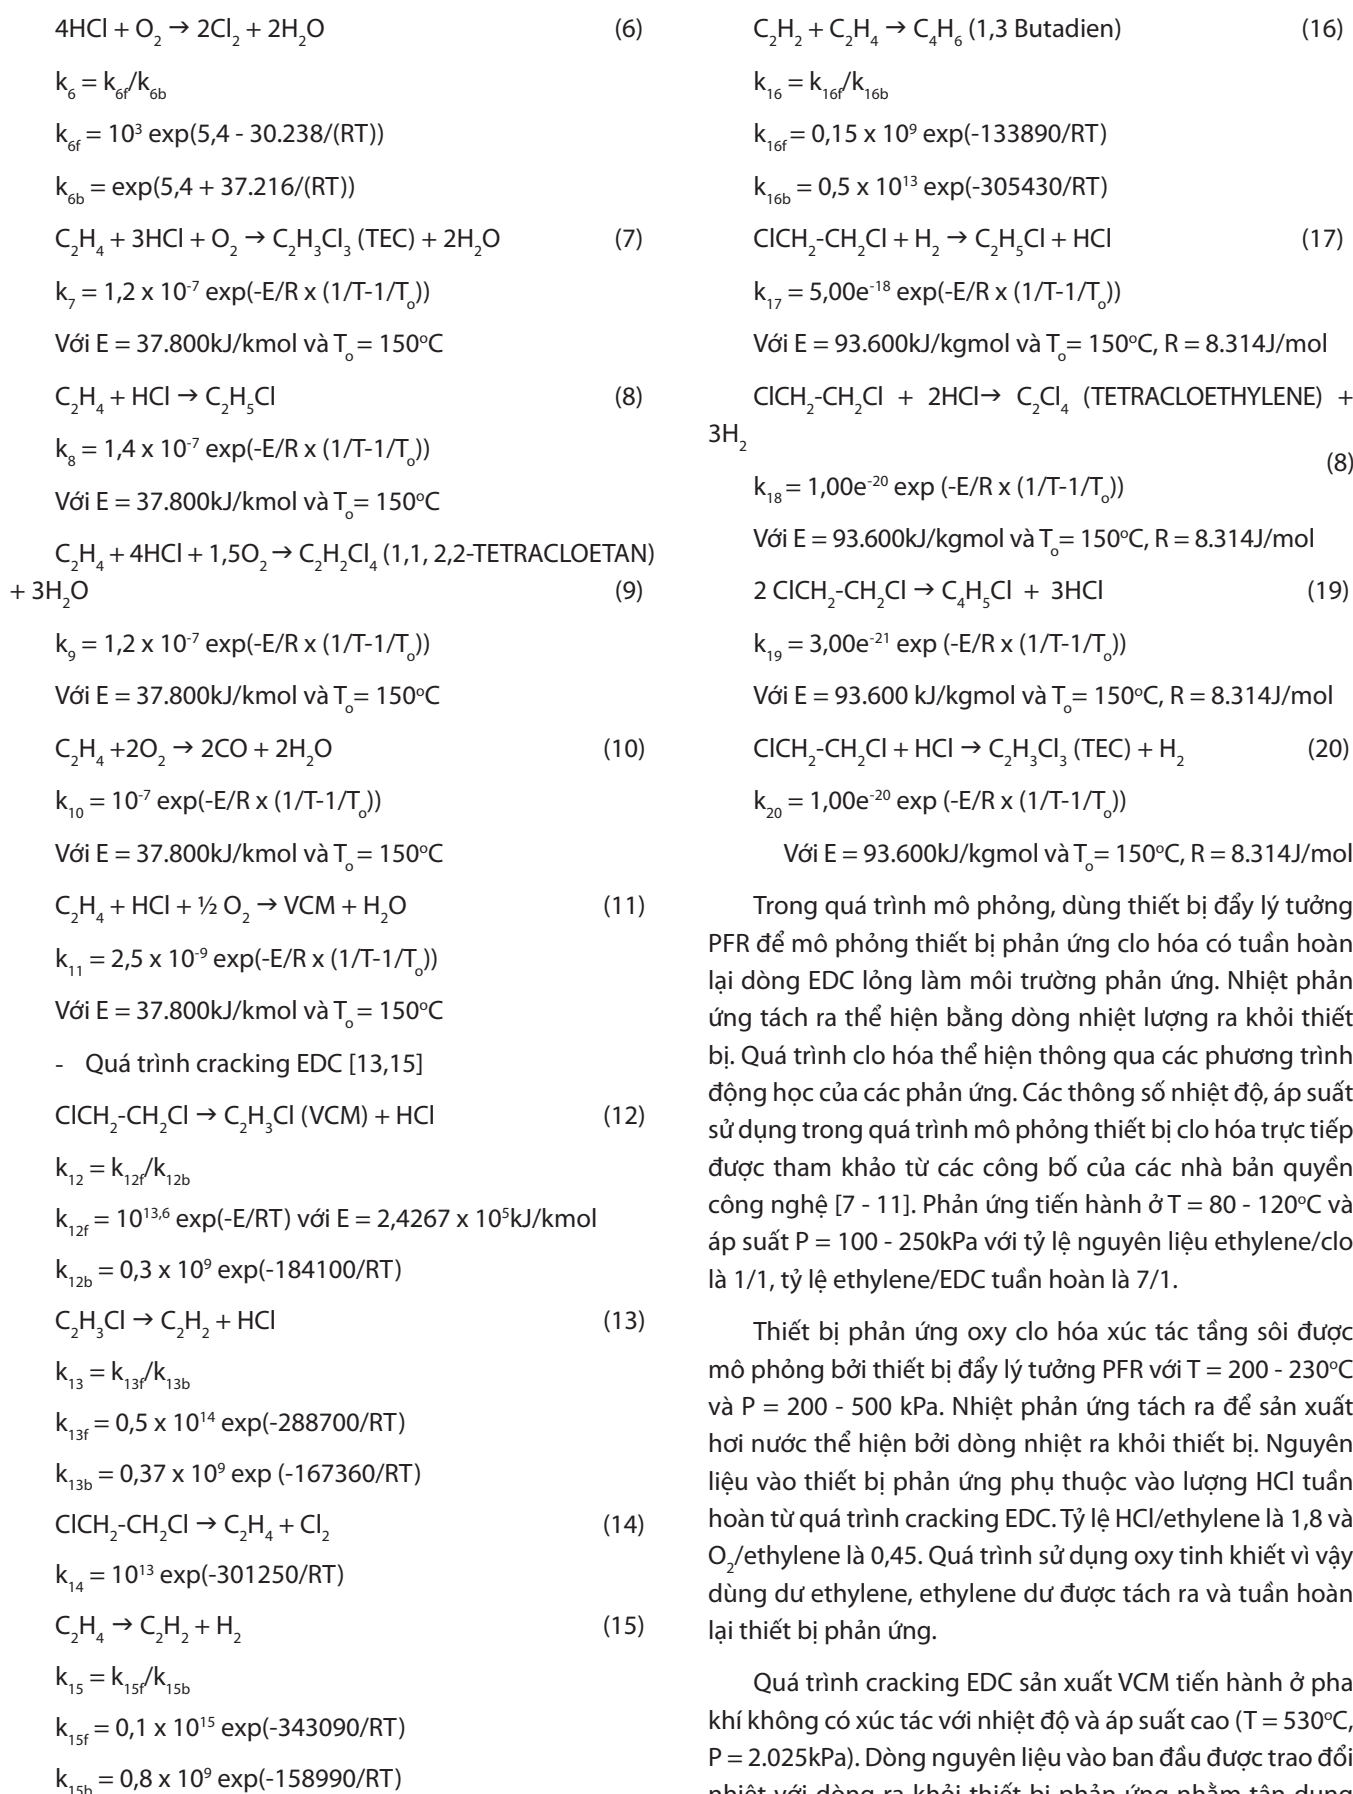 4HCl + O₂ → 2Cl₂ + 2H₂O (6)
k₆ = k₆f/k₆b
k₆f = 10³ exp(5,4 - 30.238/(RT))
k₆b = exp(5,4 + 37.216/(RT))
C₂H₄ + 3HCl + O₂ → C₂H₃Cl₃ (TEC) + 2H₂O (7)
k₇ = 1,2 x 10⁻⁷ exp(-E/R x (1/T-1/Tₒ))
Với E = 37.800kJ/kmol và Tₒ = 150ºC
C₂H₄ + HCl → C₂H₅Cl (8)
k₈ = 1,4 x 10⁻⁷ exp(-E/R x (1/T-1/Tₒ))
Với E = 37.800kJ/kmol và Tₒ= 150ºC
C₂H₄ + 4HCl + 1,5O₂ → C₂H₂Cl₄ (1,1, 2,2-TETRACLOETAN)
+ 3H₂O (9)
k₉ = 1,2 x 10⁻⁷ exp(-E/R x (1/T-1/Tₒ))
Với E = 37.800kJ/kmol và Tₒ= 150ºC
C₂H₄ +2O₂ → 2CO + 2H₂O (10)
k₁₀ = 10⁻⁷ exp(-E/R x (1/T-1/Tₒ))
Với E = 37.800kJ/kmol và Tₒ = 150ºC
C₂H₄ + HCl + ½ O₂ → VCM + H₂O (11)
k₁₁ = 2,5 x 10⁻⁹ exp(-E/R x (1/T-1/Tₒ))
Với E = 37.800kJ/kmol và Tₒ = 150ºC
- Quá trình cracking EDC [13,15]
ClCH₂-CH₂Cl → C₂H₃Cl (VCM) + HCl (12)
k₁₂ = k₁₂f/k₁₂b
k₁₂f = 10^13,6 exp(-E/RT) với E = 2,4267 x 10⁵kJ/kmol
k₁₂b = 0,3 x 10⁹ exp(-184100/RT)
C₂H₃Cl → C₂H₂ + HCl (13)
k₁₃ = k₁₃f/k₁₃b
k₁₃f = 0,5 x 10¹⁴ exp(-288700/RT)
k₁₃b = 0,37 x 10⁹ exp (-167360/RT)
ClCH₂-CH₂Cl → C₂H₄ + Cl₂ (14)
k₁₄ = 10¹³ exp(-301250/RT)
C₂H₄ → C₂H₂ + H₂ (15)
k₁₅ = k₁₅f/k₁₅b
k₁₅f = 0,1 x 10¹⁵ exp(-343090/RT)
k₁₅b = 0,8 x 10⁹ exp(-158990/RT)
C₂H₂ + C₂H₄ → C₄H₆ (1,3 Butadien) (16)
k₁₆ = k₁₆f/k₁₆b
k₁₆f = 0,15 x 10⁹ exp(-133890/RT)
k₁₆b = 0,5 x 10¹³ exp(-305430/RT)
ClCH₂-CH₂Cl + H₂ → C₂H₅Cl + HCl (17)
k₁₇ = 5,00e⁻¹⁸ exp(-E/R x (1/T-1/Tₒ))
Với E = 93.600kJ/kgmol và Tₒ= 150ºC, R = 8.314J/mol
ClCH₂-CH₂Cl + 2HCl→ C₂Cl₄ (TETRACLOETHYLENE) +
3H₂
(8)
k₁₈ = 1,00e⁻²⁰ exp (-E/R x (1/T-1/Tₒ))
Với E = 93.600kJ/kgmol và Tₒ= 150ºC, R = 8.314J/mol
2 ClCH₂-CH₂Cl → C₄H₅Cl + 3HCl (19)
k₁₉ = 3,00e⁻²¹ exp (-E/R x (1/T-1/Tₒ))
Với E = 93.600 kJ/kgmol và Tₒ= 150ºC, R = 8.314J/mol
ClCH₂-CH₂Cl + HCl → C₂H₃Cl₃ (TEC) + H₂ (20)
k₂₀ = 1,00e⁻²⁰ exp (-E/R x (1/T-1/Tₒ))
Với E = 93.600kJ/kgmol và Tₒ= 150ºC, R = 8.314J/mol
Trong quá trình mô phỏng, dùng thiết bị đẩy lý tưởng
PFR để mô phỏng thiết bị phản ứng clo hóa có tuần hoàn
lại dòng EDC lỏng làm môi trường phản ứng. Nhiệt phản
ứng tách ra thể hiện bằng dòng nhiệt lượng ra khỏi thiết
bị. Quá trình clo hóa thể hiện thông qua các phương trình
động học của các phản ứng. Các thông số nhiệt độ, áp suất
sử dụng trong quá trình mô phỏng thiết bị clo hóa trực tiếp
được tham khảo từ các công bố của các nhà bản quyền
công nghệ [7 - 11]. Phản ứng tiến hành ở T = 80 - 120ºC và
áp suất P = 100 - 250kPa với tỷ lệ nguyên liệu ethylene/clo
là 1/1, tỷ lệ ethylene/EDC tuần hoàn là 7/1.
Thiết bị phản ứng oxy clo hóa xúc tác tầng sôi được
mô phỏng bởi thiết bị đẩy lý tưởng PFR với T = 200 - 230ºC
và P = 200 - 500 kPa. Nhiệt phản ứng tách ra để sản xuất
hơi nước thể hiện bởi dòng nhiệt ra khỏi thiết bị. Nguyên
liệu vào thiết bị phản ứng phụ thuộc vào lượng HCl tuần
hoàn từ quá trình cracking EDC. Tỷ lệ HCl/ethylene là 1,8 và
O₂/ethylene là 0,45. Quá trình sử dụng oxy tinh khiết vì vậy
dùng dư ethylene, ethylene dư được tách ra và tuần hoàn
lại thiết bị phản ứng.
Quá trình cracking EDC sản xuất VCM tiến hành ở pha
khí không có xúc tác với nhiệt độ và áp suất cao (T = 530ºC,
P = 2.025kPa). Dòng nguyên liệu vào ban đầu được trao đổi
nhiệt với dòng ra khỏi thiết bị phản ứng nhằm tận dụng